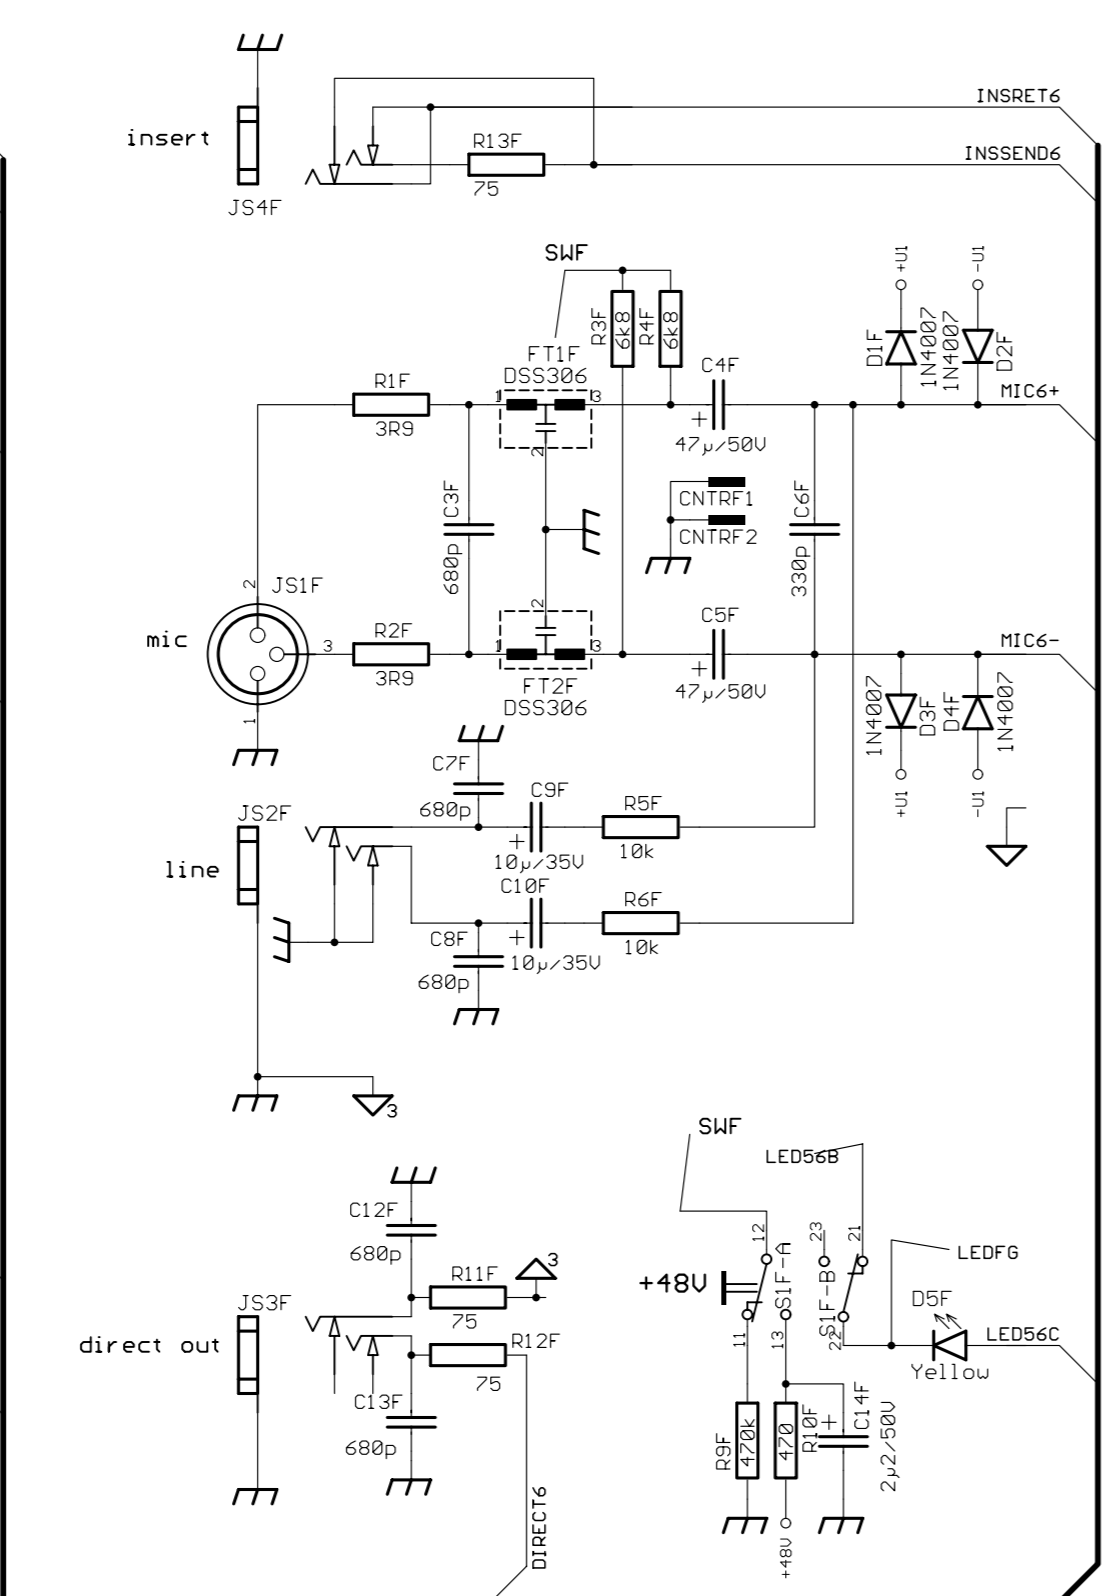 INSRET6
insert
R13F
75
INSSEND6
JS4F
SWF
+U1
-U1
R3F
6k8
R4F
6k8
D1F
1N4007
1N4007
D2F
FT1F
DSS306
C4F
R1F
1
3
MIC6+
3R9
+
47µ/50V
2
C3F
680p
CNTRF1
CNTRF2
C6F
330p
2
JS1F
2
C5F
mic
R2F
3
1
3
MIC6-
3R9
+
47µ/50V
FT2F
DSS306
1N4007
D3F
D4F
1N4007
1
C7F
680p
C9F
+U1
-U1
JS2F
R5F
+
10µ/35V
10k
line
C10F
R6F
C8F
+
10µ/35V
10k
680p
3
SWF
LED56B
C12F
680p
12
23
21
LEDFG
R11F
3
+48V
S1F-A
S1F-B
D5F
JS3F
75
direct out
R12F
11
13
22
LED56C
75
Yellow
C13F
680p
R9F
470k
470
R10F
+
C14F
2µ2/50V
DIRECT6
+48V